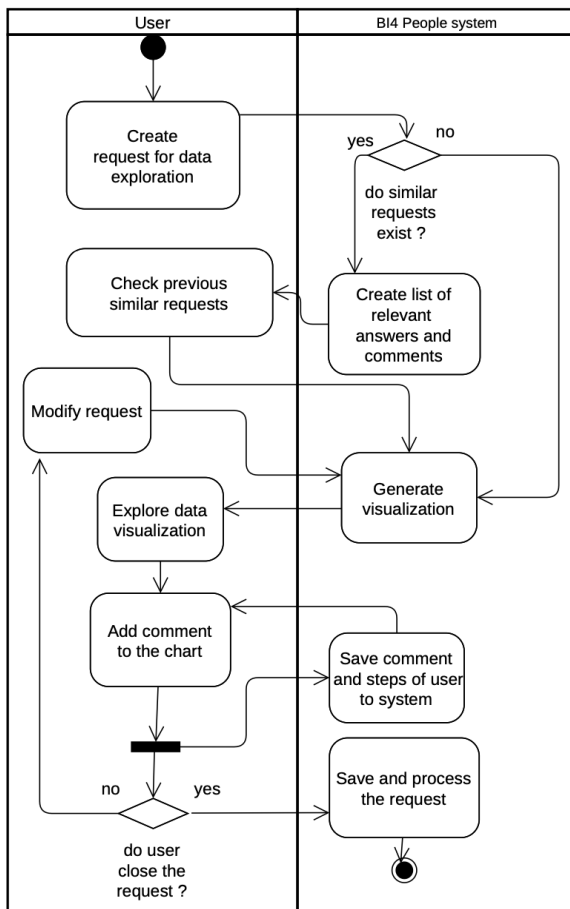 User
BI4 People system
Create
request for data
exploration
yes
no
do similar
requests
exist ?
Check previous
similar requests
Create list of
relevant
answers and
comments
Modify request
Generate
visualization
Explore data
visualization
Add comment
to the chart
Save comment
and steps of user
to system
Save and process
the request
no
yes
do user
close the
request ?